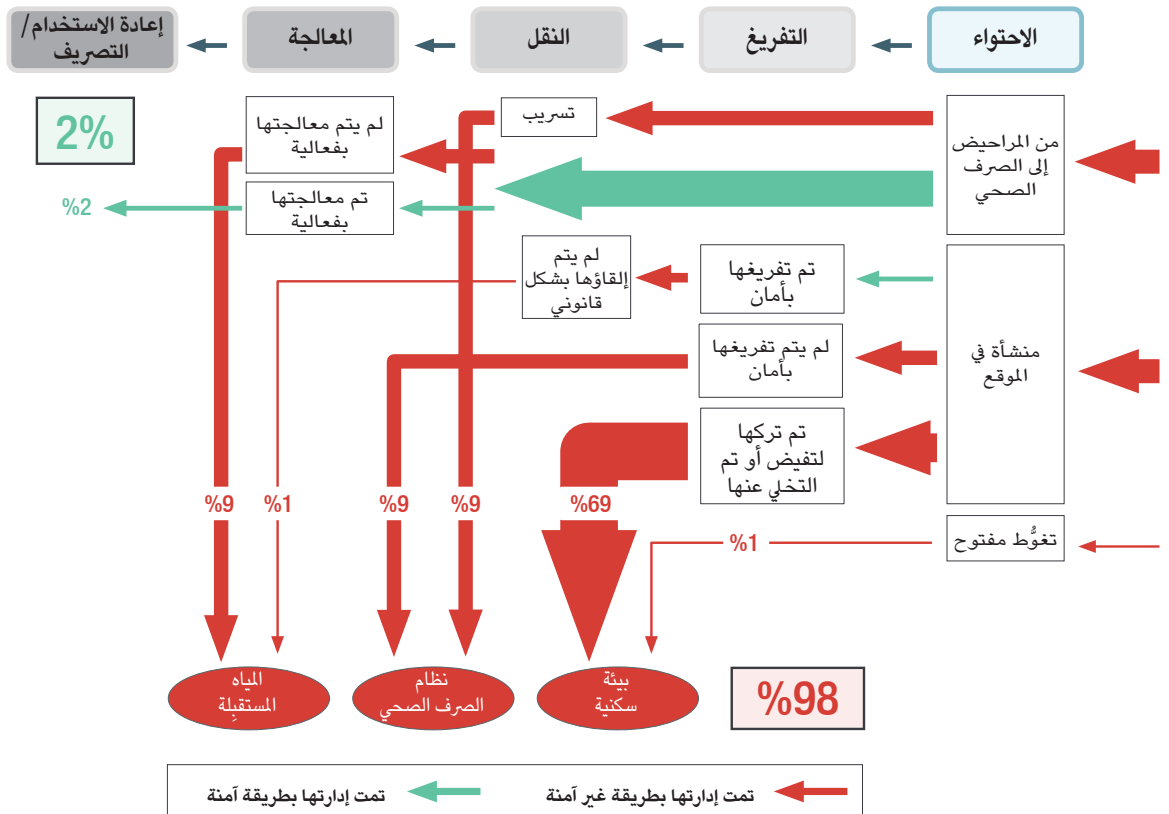 الاحتواء
التفريغ
النقل
المعالجة
إعادة الاستخدام/
التصريف
2%
من المراحيض
إلى الصرف
الصحي
تسريب
لم يتم معالجتها
بفعالية
تم معالجتها
بفعالية
%2
منشأة في
الموقع
تم تفريغها
بأمان
لم يتم
إلقاؤها بشكل
قانوني
لم يتم تفريغها
بأمان
تم تركها
لتفيض أو تم
التخلي عنها
تغوُّط مفتوح
%1
%69
%9
%9
%1
%9
%98
بيئة
سكنية
نظام
الصرف الصحي
المياه
المستقبِلة
تمت إدارتها بطريقة غير آمنة
تمت إدارتها بطريقة آمنة